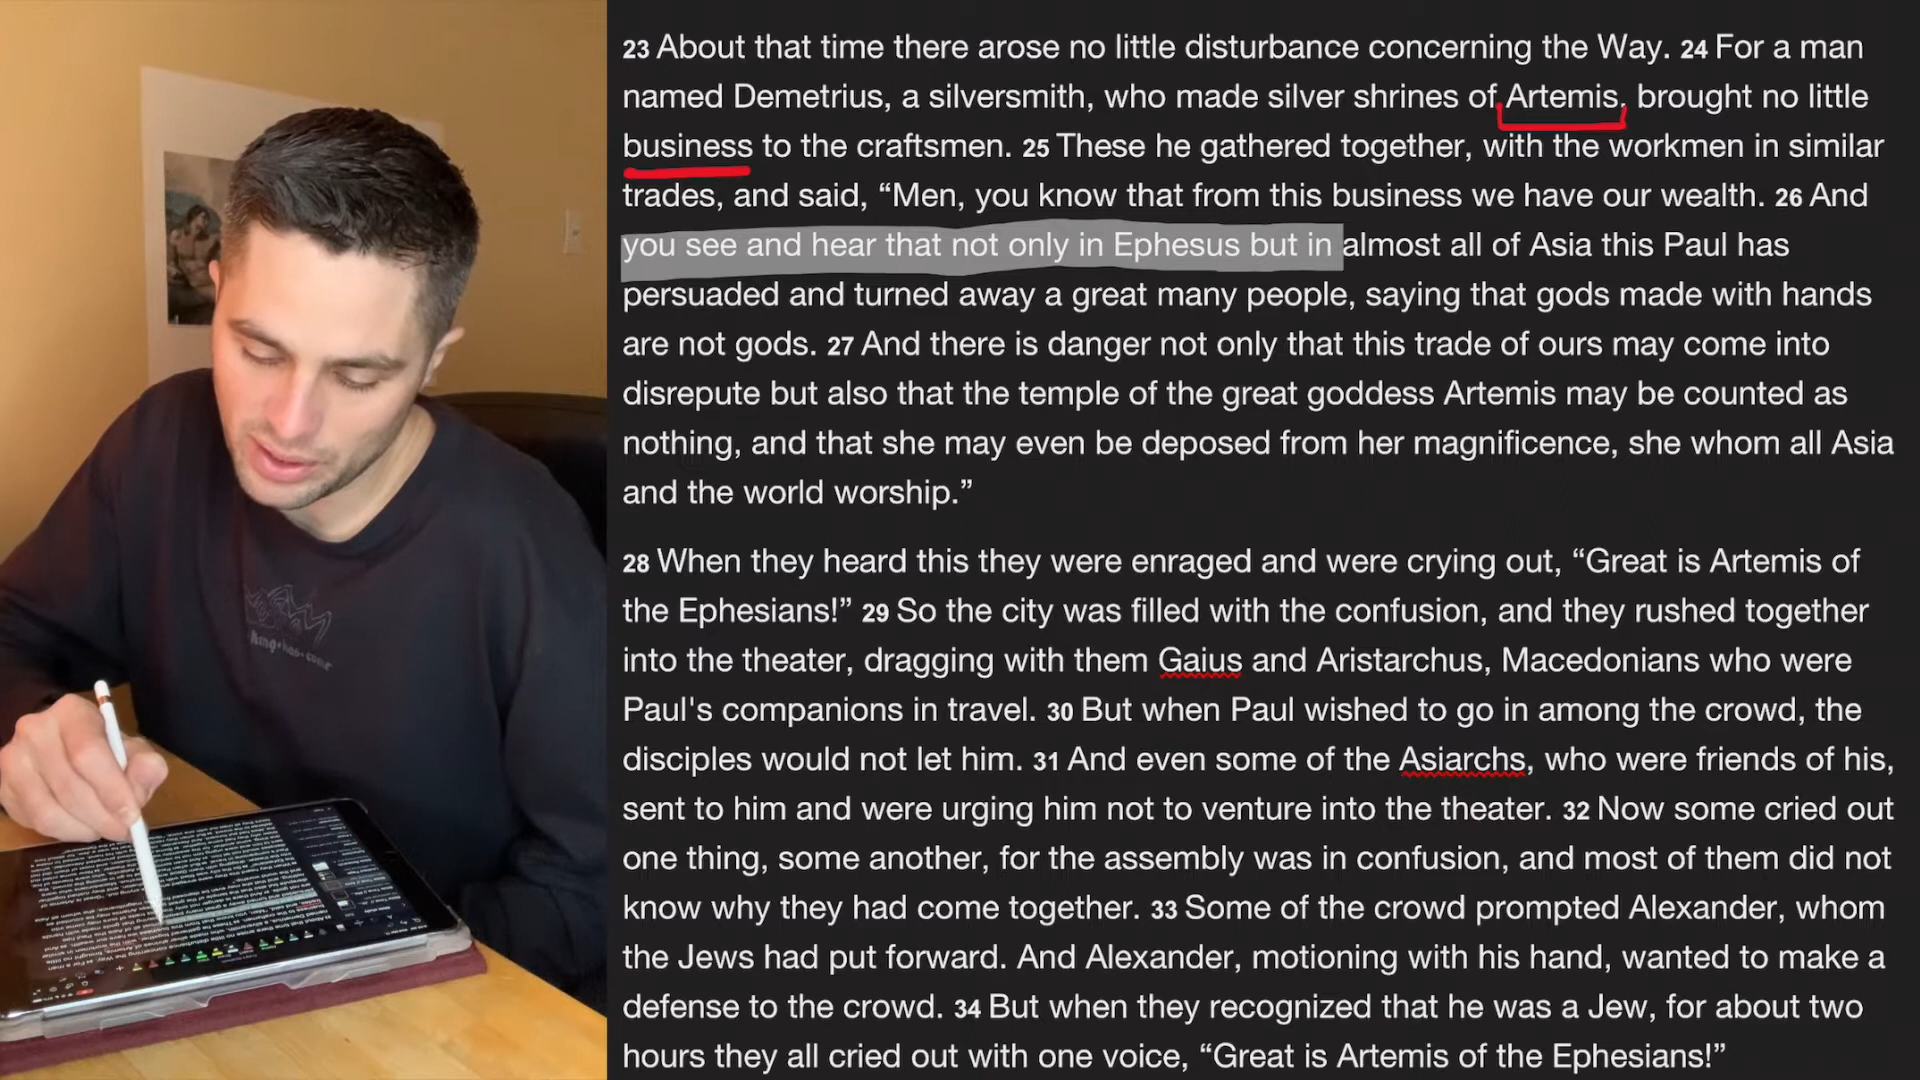 23 About that time there arose no little disturbance concerning the Way. 24 For a man
named Demetrius, a silversmith, who made silver shrines of Artemis, brought no little
business to the craftsmen. 25 These he gathered together, with the workmen in similar
trades, and said, “Men, you know that from this business we have our wealth. 26 And
you see and hear that not only in Ephesus but in almost all of Asia this Paul has
persuaded and turned away a great many people, saying that gods made with hands
are not gods. 27 And there is danger not only that this trade of ours may come into
disrepute but also that the temple of the great goddess Artemis may be counted as
nothing, and that she may even be deposed from her magnificence, she whom all Asia
and the world worship.”
28 When they heard this they were enraged and were crying out, “Great is Artemis of
the Ephesians!” 29 So the city was filled with the confusion, and they rushed together
into the theater, dragging with them Gaius and Aristarchus, Macedonians who were
Paul's companions in travel. 30 But when Paul wished to go in among the crowd, the
disciples would not let him. 31 And even some of the Asiarchs, who were friends of his,
sent to him and were urging him not to venture into the theater. 32 Now some cried out
one thing, some another, for the assembly was in confusion, and most of them did not
know why they had come together. 33 Some of the crowd prompted Alexander, whom
the Jews had put forward. And Alexander, motioning with his hand, wanted to make a
defense to the crowd. 34 But when they recognized that he was a Jew, for about two
hours they all cried out with one voice, “Great is Artemis of the Ephesians!”